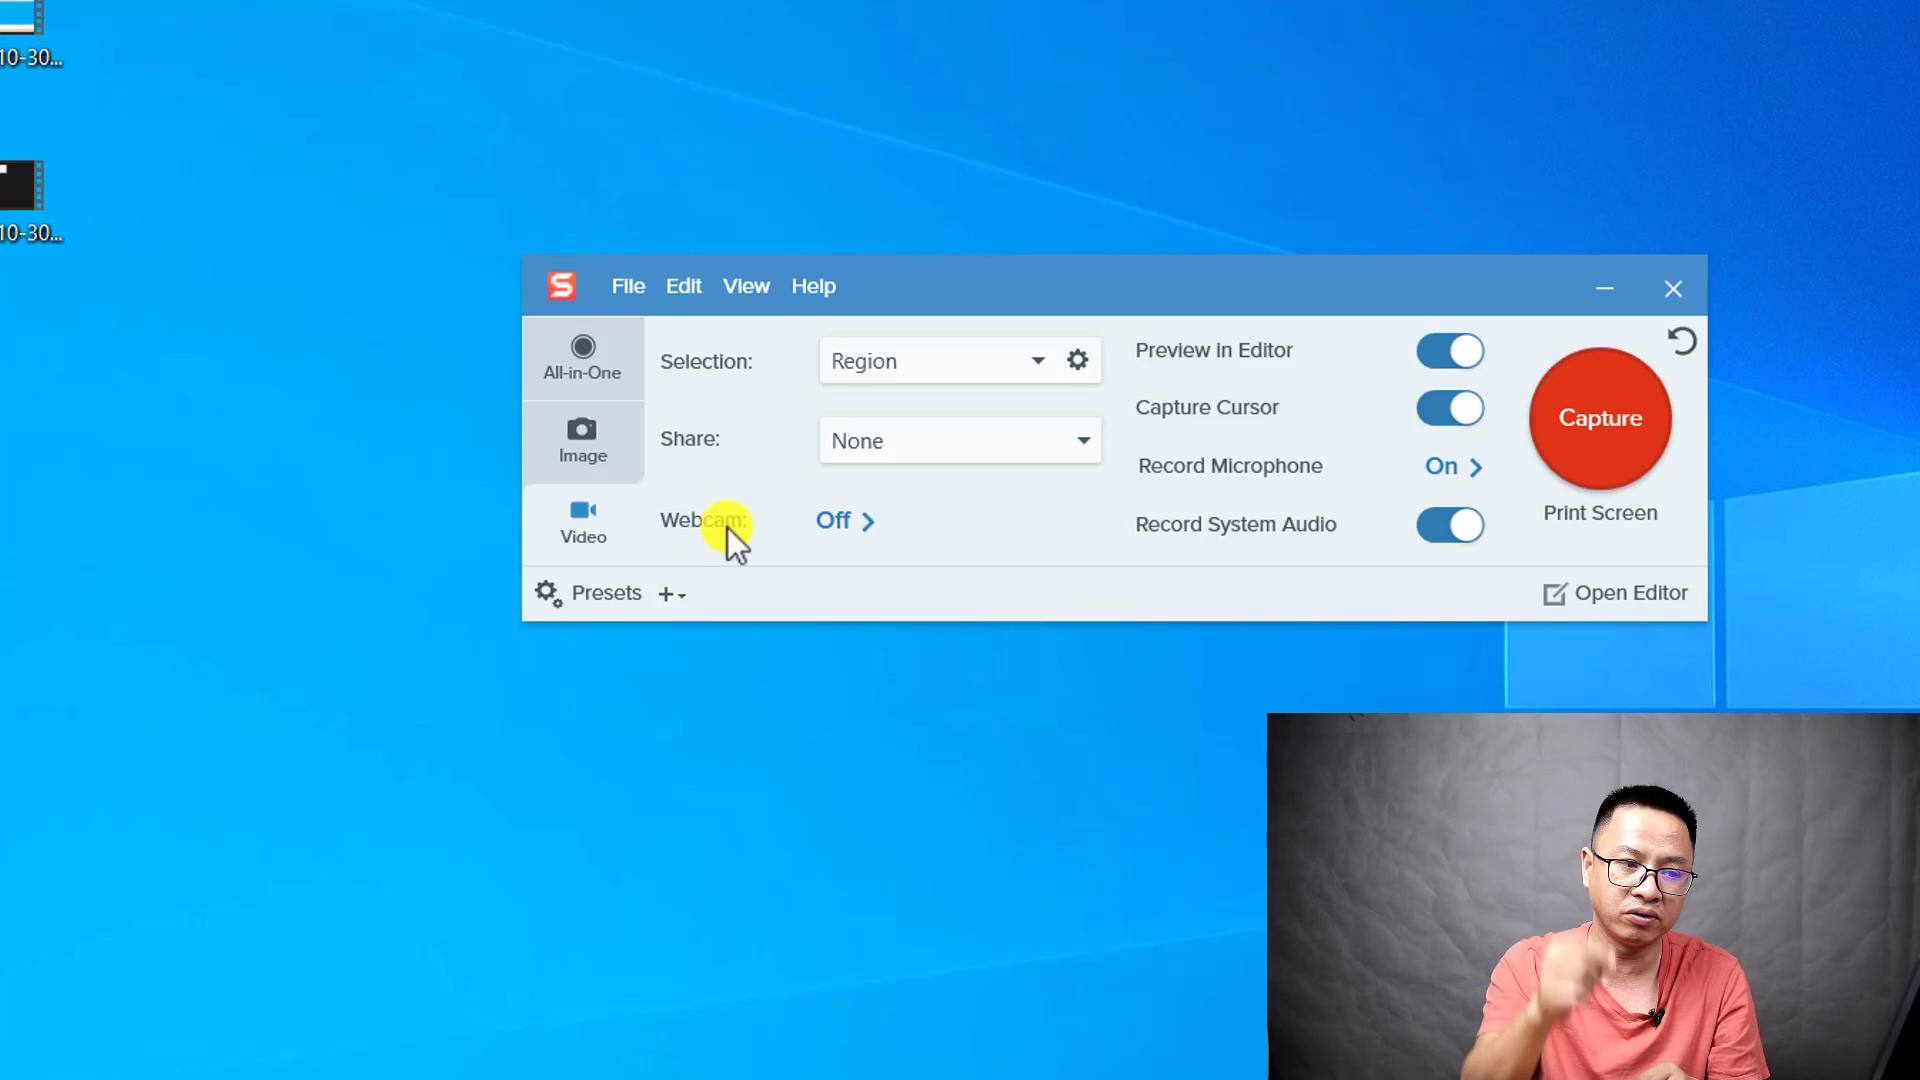 10-30...
10-30...
S
File Edit View Help
All-in-One
Image
Video
Selection:
Region
Share:
None
Webcam:
Off
Preview in Editor
Capture Cursor
Record Microphone
On
Record System Audio
Capture
Print Screen
Presets
Open Editor